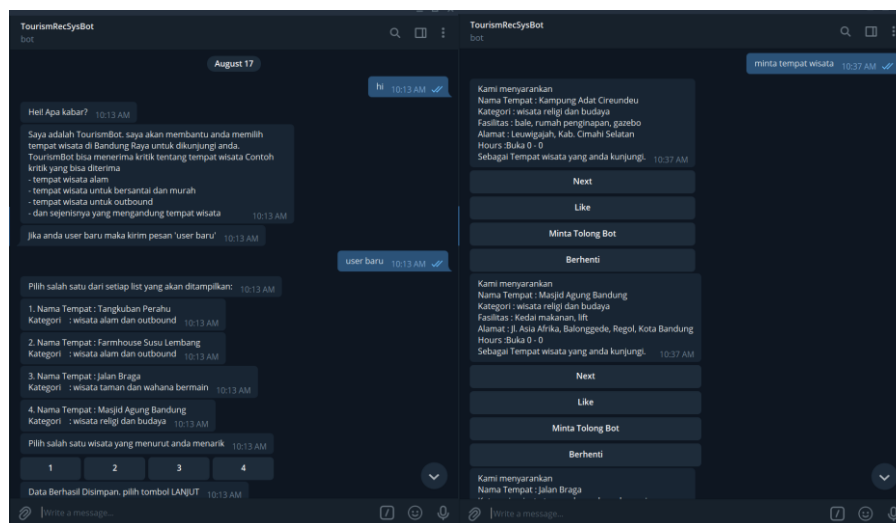 TourismRecSysBot
bot
August 17
hi 10:13 AM
Hei! Apa kabar? 10:13 AM
Saya adalah TourismBot. saya akan membantu anda memilih
tempat wisata di Bandung Raya untuk dikunjungi anda.
TourismBot bisa menerima kritik tentang tempat wisata Contoh
kritik yang bisa diterima
- tempat wisata alam
- tempat wisata untuk bersantai dan murah
- tempat wisata untuk outbound
- dan sejenisnya yang mengandung tempat wisata 10:13 AM
Jika anda user baru maka kirim pesan 'user baru' 10:13 AM
user baru 10:13 AM
Pilih salah satu dari setiap list yang akan ditampilkan: 10:13 AM
1. Nama Tempat : Tangkuban Perahu
Kategori : wisata alam dan outbound 10:13 AM
2. Nama Tempat : Farmhouse Susu Lembang
Kategori : wisata alam dan outbound 10:13 AM
3. Nama Tempat : Jalan Braga
Kategori : wisata taman dan wahana bermain 10:13 AM
4. Nama Tempat : Masjid Agung Bandung
Kategori : wisata religi dan budaya 10:13 AM
Pilih salah satu wisata yang menurut anda menarik 10:13 AM
1 2 3 4
Data Berhasil Disimpan. pilih tombol LANJUT 10:13 AM
Write a message...
TourismRecSysBot
bot
minta tempat wisata 10:37 AM
Kami menyarankan
Nama Tempat : Kampung Adat Cireundeu
Kategori : wisata religi dan budaya
Fasilitas : bale, rumah penginapan, gazebo
Alamat : Leuwigajah, Kab. Cimahi Selatan
Hours :Buka 0 - 0
Sebagai Tempat wisata yang anda kunjungi. 10:37 AM
Next
Like
Minta Tolong Bot
Berhenti
Kami menyarankan
Nama Tempat : Masjid Agung Bandung
Kategori : wisata religi dan budaya
Fasilitas : Kedai makanan, lift
Alamat : Jl. Asia Afrika, Balonggede, Regol, Kota Bandung
Hours :Buka 0 - 0
Sebagai Tempat wisata yang anda kunjungi. 10:37 AM
Next
Like
Minta Tolong Bot
Berhenti
Kami menyarankan
Nama Tempat : Jalan Braga
Write a message...